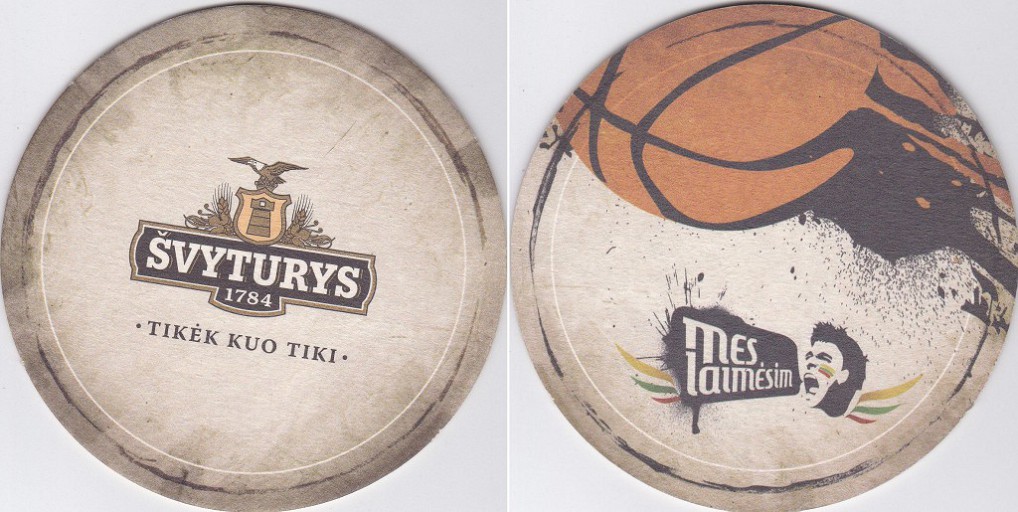 ŠVYTURYS
1784
· TIKĖK KUO TIKI ·
mes
laimėsim